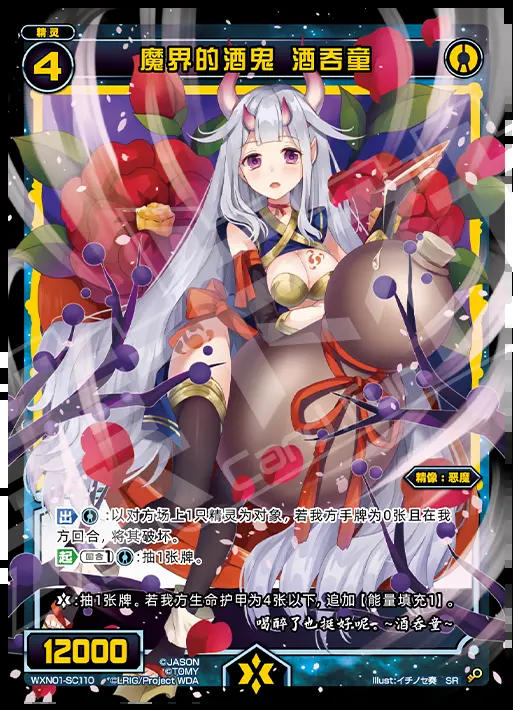 精灵
4
魔界的酒鬼 酒吞童
精像：恶魔
出 :以对方场上1只精灵为对象，若我方手牌为0张且在我
方回合，将其破坏。
起 回合1 :抽1张牌。
:抽1张牌。若我方生命护甲为4张以下，追加【能量填充1】。
喝醉了也挺好呢。~酒吞童~
12000
©JASON
©TOMY
WXN01-SC110 *©LRIG/Project WDA
Illust:イチノセ奏 SR